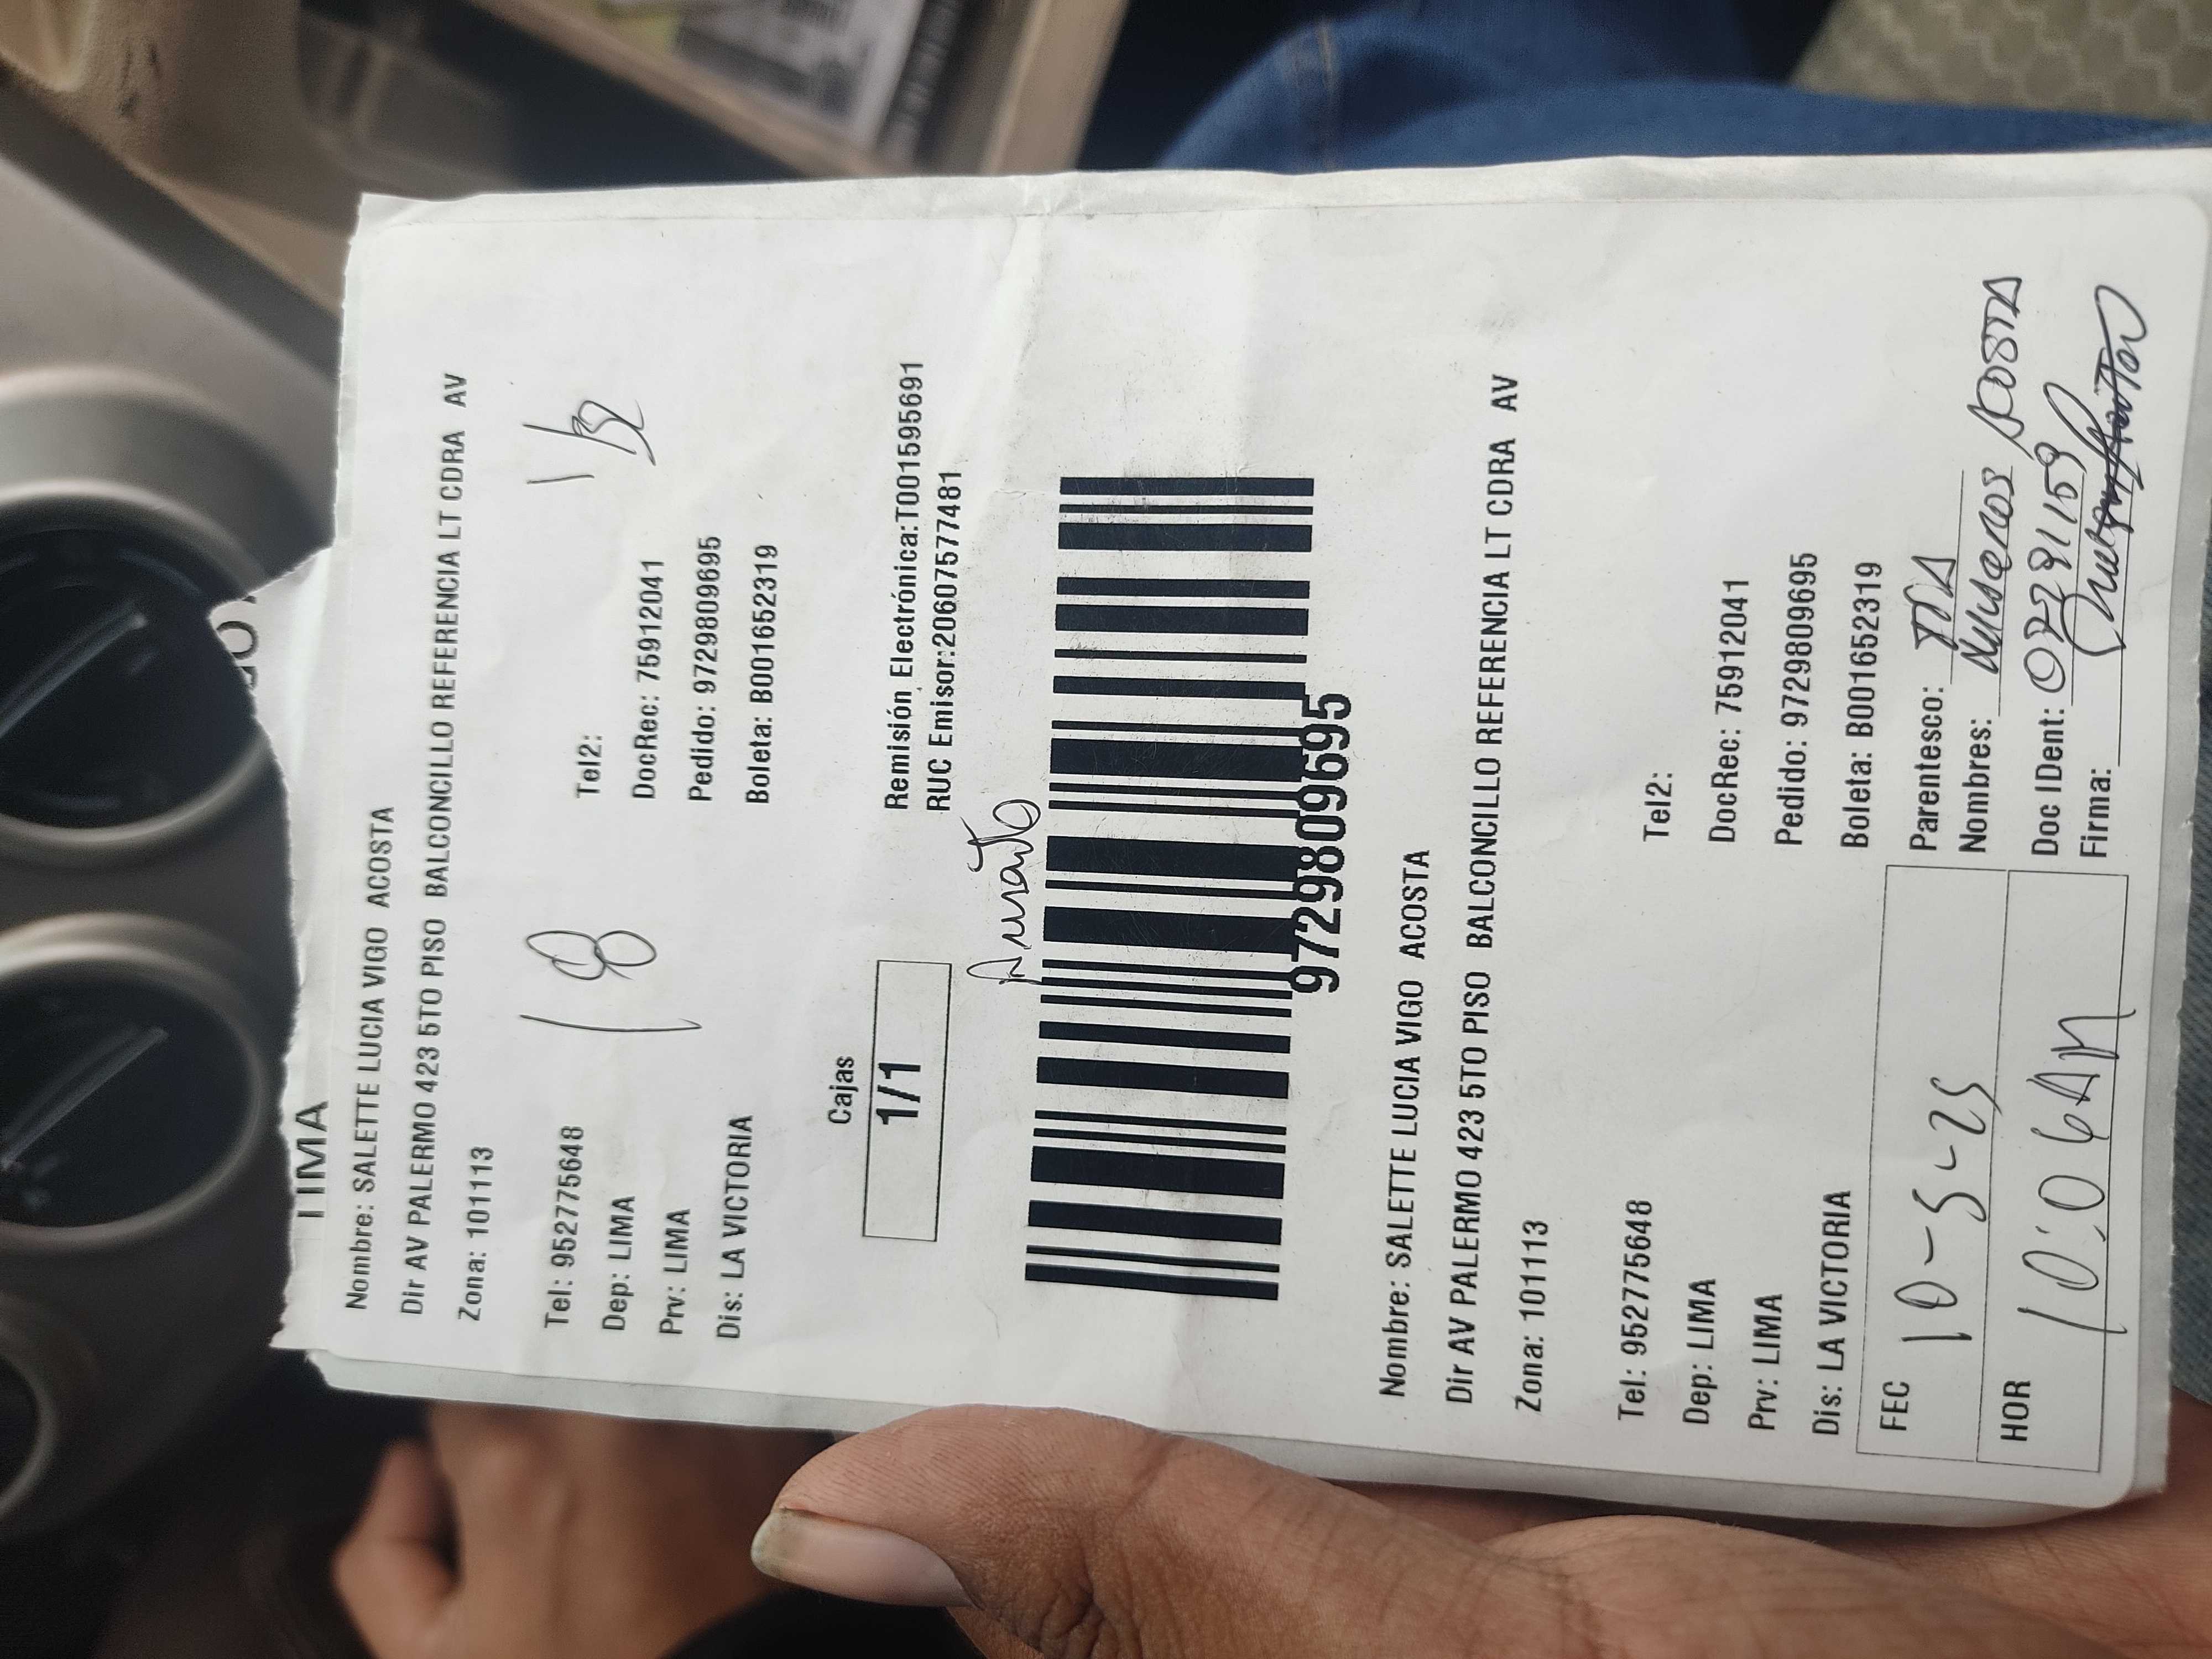 LIMA
Nombre: SALETTE LUCIA VIGO ACOSTA
Dir AV PALERMO 423 5TO PISO BALCONCILLO REFERENCIA LT CDRA AV
Zona: 101113
18
Tel: 952775648 Tel2:
Dep: LIMA DocRec: 75912041
Prv: LIMA Pedido: 9729809695
Dis: LA VICTORIA Boleta: B001652319
Cajas
1/1
Remisión Electrónica:T001595691
RUC Emisor:20607577481
9729809695
Nombre: SALETTE LUCIA VIGO ACOSTA
Dir AV PALERMO 423 5TO PISO BALCONCILLO REFERENCIA LT CDRA AV
Zona: 101113
Tel: 952775648 Tel2:
Dep: LIMA DocRec: 75912041
Prv: LIMA Pedido: 9729809695
Dis: LA VICTORIA Boleta: B001652319
FEC 10-5-25
HOR 10:06AM
Parentesco:
Nombres: ACOSTA
Doc IDent:
Firma: